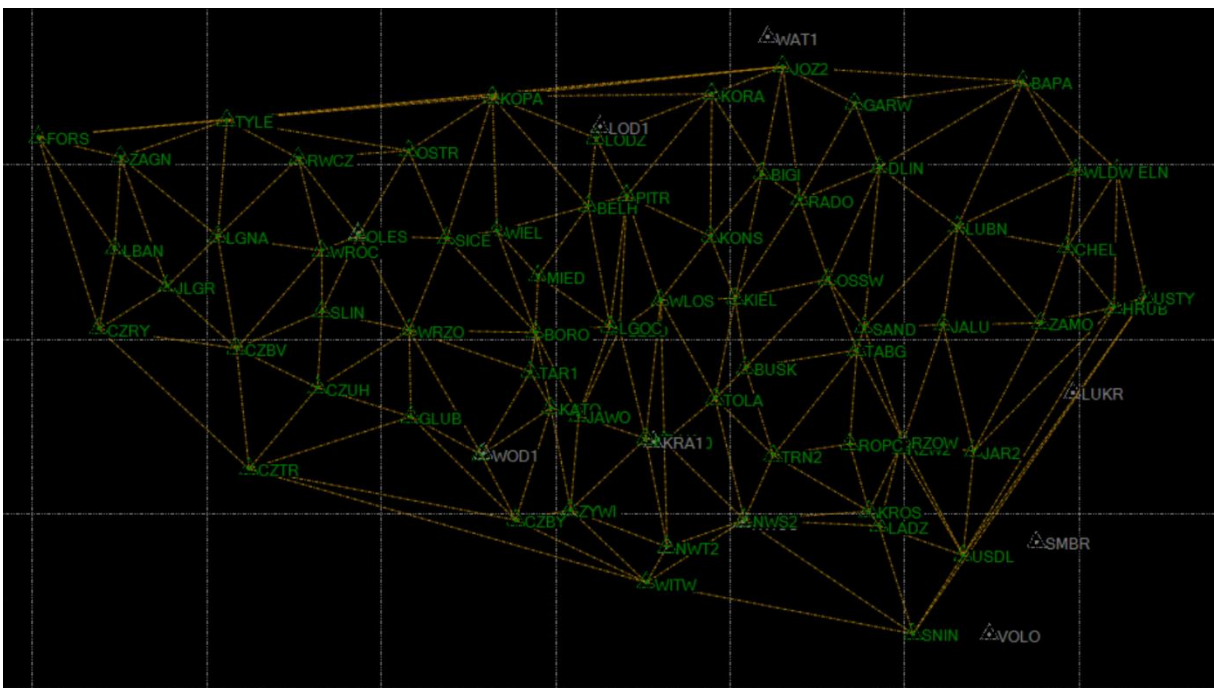 WAT1
JOZ2
BAPA
KOPA
KORA
GARW
TYLE
LOD1
FORS
LODZ
OSTR
ZAGN
RWCZ
DLIN
BIGI
WLDW
ELN
PITR
RADO
BELH
LUBN
WIEL
OLES
LGNA
SICE
KONS
CHEL
LBAN
WROC
MIED
OSSW
JLGR
USTY
WLOS
KIEL
HRUB
SLIN
ZAMO
CZRY
WRZO
BORO
LGOC
SAND
JALU
CZBV
TABG
BUSK
TAR1
CZUH
LUKR
TOLA
KATO
JAWO
GLUB
KRA1
ROPC
RZOW
RZWZ
JAR2
WOD1
TRN2
CZTR
ZYWI
KROS
CZBY
NWS2
LADZ
SMBR
NWT2
USDL
WITW
SNIN
VOLO